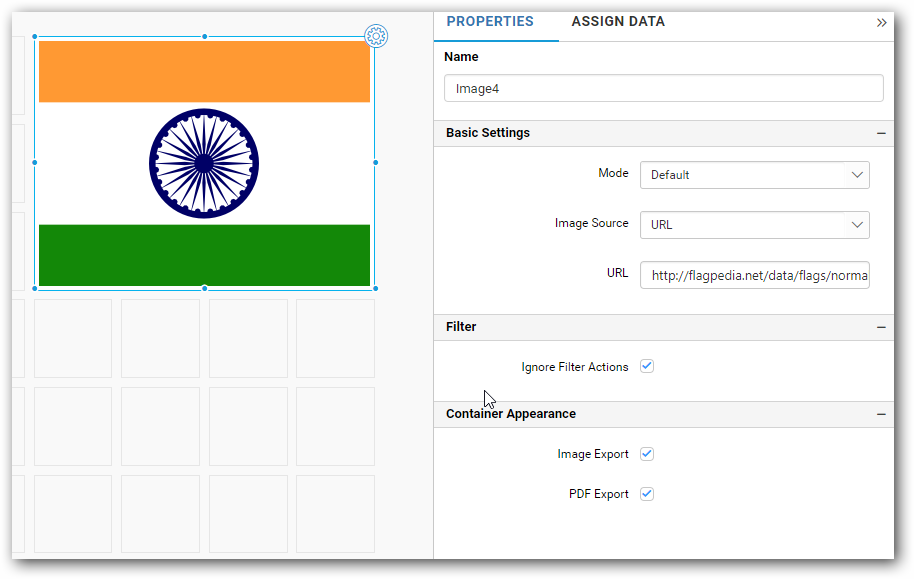 PROPERTIES ASSIGN DATA
Name
Image4
Basic Settings
Mode Default
Image Source URL
URL http://flagpedia.net/data/flags/norma
Filter
Ignore Filter Actions
Container Appearance
Image Export
PDF Export